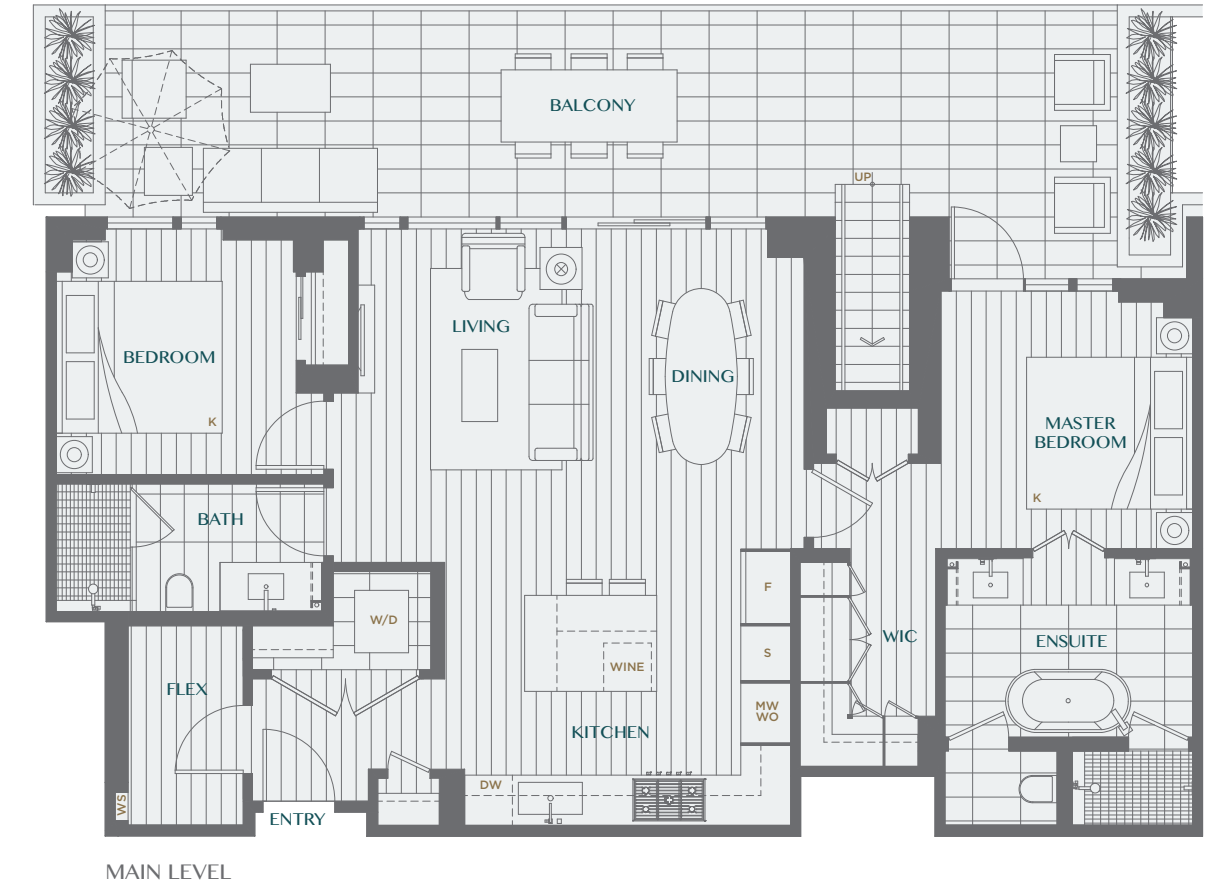 BALCONY
UP
LIVING
BEDROOM
DINING
K
MASTER
BEDROOM
K
BATH
F
W/D
WIC
ENSUITE
S
WINE
FLEX
MW
WO
KITCHEN
DW
WS
ENTRY
MAIN LEVEL